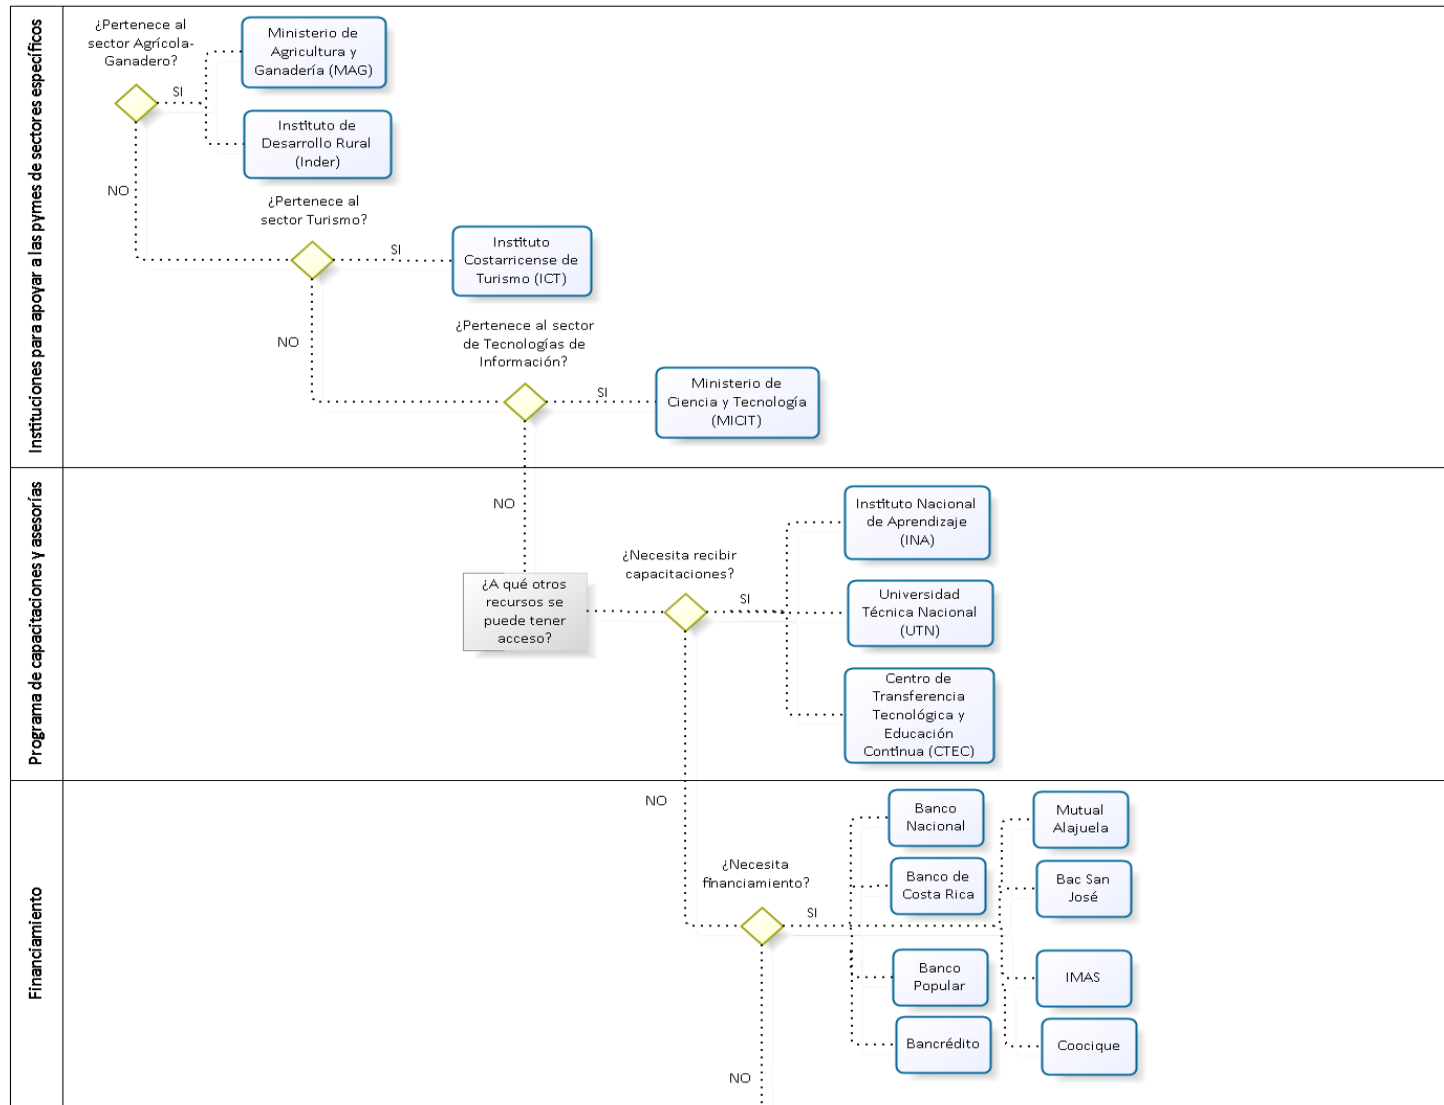 Instituciones para apoyar a las pymes de sectores específicos
¿Pertenece al
sector Agrícola-
Ganadero?
SI
Ministerio de
Agricultura y
Ganadería (MAG)
Instituto de
Desarrollo Rural
(Inder)
NO
¿Pertenece al
sector Turismo?
SI
Instituto
Costarricense de
Turismo (ICT)
NO
¿Pertenece al sector
de Tecnologías de
Información?
SI
Ministerio de
Ciencia y Tecnología
(MICIT)
NO
Programa de capacitaciones y asesorías
¿A qué otros
recursos se
puede tener
acceso?
¿Necesita recibir
capacitaciones?
SI
Instituto Nacional
de Aprendizaje
(INA)
Universidad
Técnica Nacional
(UTN)
Centro de
Transferencia
Tecnológica y
Educación
Continua (CTEC)
NO
Financiamiento
¿Necesita
financiamiento?
SI
Banco
Nacional
Banco de
Costa Rica
Banco
Popular
Bancrédito
Mutual
Alajuela
Bac San
José
IMAS
Coocique
NO